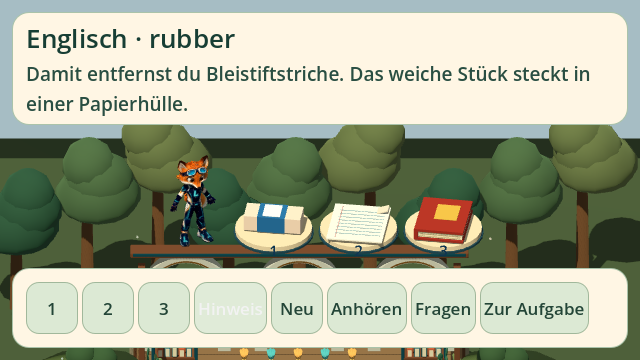 Englisch · rubber
Damit entfernst du Bleistiftstriche. Das weiche Stück steckt in
einer Papierhülle.
1 2 3
1 2 3 Hinweis Neu Anhören Fragen Zur Aufgabe